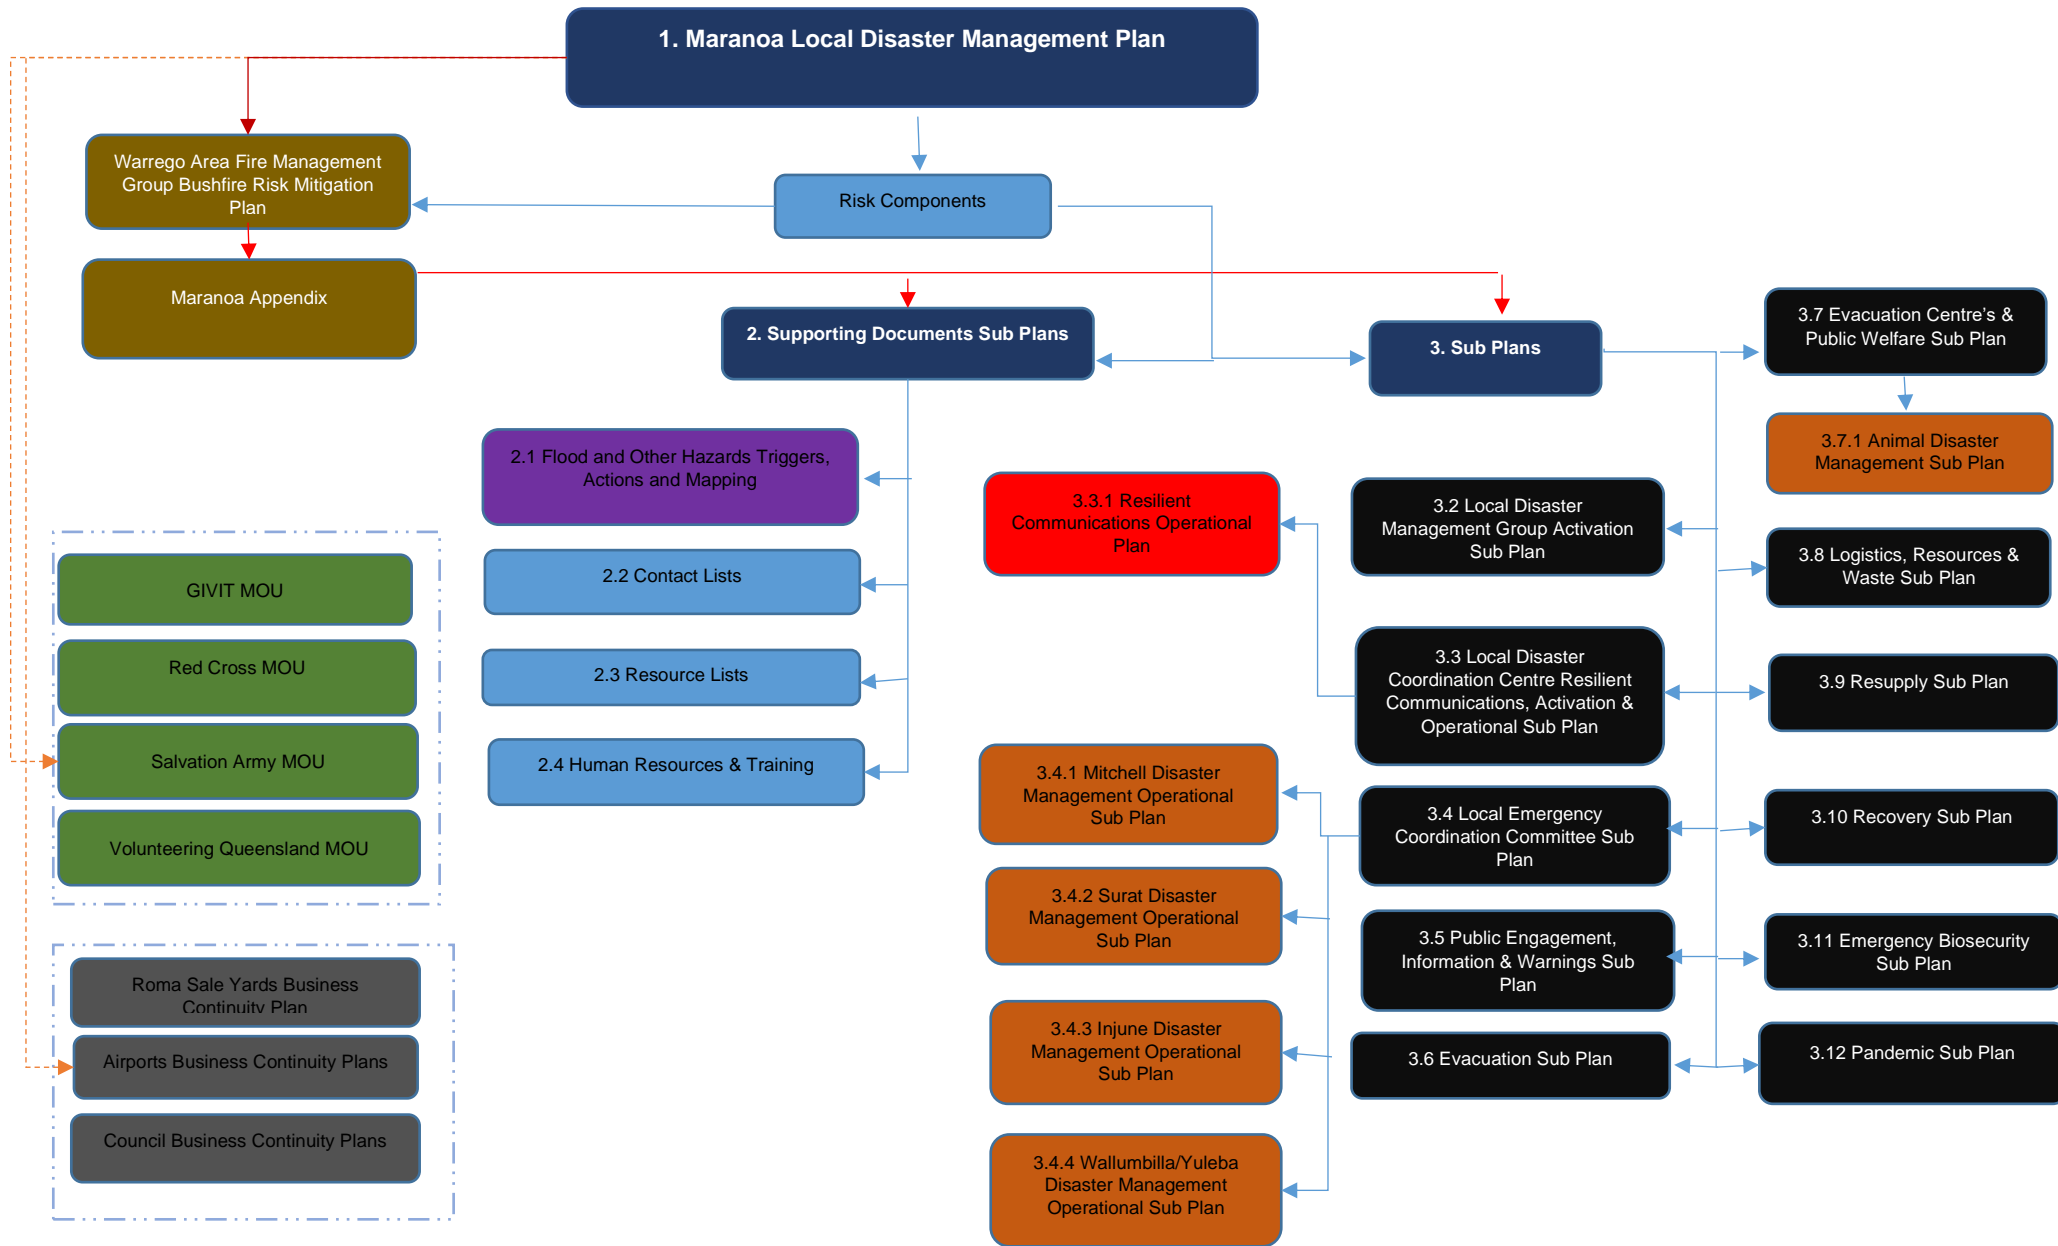 1. Maranoa Local Disaster Management Plan
Warrego Area Fire Management
Group Bushfire Risk Mitigation
Plan
Risk Components
Maranoa Appendix
2. Supporting Documents Sub Plans
3. Sub Plans
2.1 Flood and Other Hazards Triggers,
Actions and Mapping
2.2 Contact Lists
2.3 Resource Lists
2.4 Human Resources & Training
GIVIT MOU
Red Cross MOU
Salvation Army MOU
Volunteering Queensland MOU
Roma Sale Yards Business
Continuity Plan
Airports Business Continuity Plans
Council Business Continuity Plans
3.3.1 Resilient
Communications Operational
Plan
3.4.1 Mitchell Disaster
Management Operational
Sub Plan
3.4.2 Surat Disaster
Management Operational
Sub Plan
3.4.3 Injune Disaster
Management Operational
Sub Plan
3.4.4 Wallumbilla/Yuleba
Disaster Management
Operational Sub Plan
3.2 Local Disaster
Management Group Activation
Sub Plan
3.3 Local Disaster
Coordination Centre Resilient
Communications, Activation &
Operational Sub Plan
3.4 Local Emergency
Coordination Committee Sub
Plan
3.5 Public Engagement,
Information & Warnings Sub
Plan
3.6 Evacuation Sub Plan
3.7 Evacuation Centre’s &
Public Welfare Sub Plan
3.7.1 Animal Disaster
Management Sub Plan
3.8 Logistics, Resources &
Waste Sub Plan
3.9 Resupply Sub Plan
3.10 Recovery Sub Plan
3.11 Emergency Biosecurity
Sub Plan
3.12 Pandemic Sub Plan